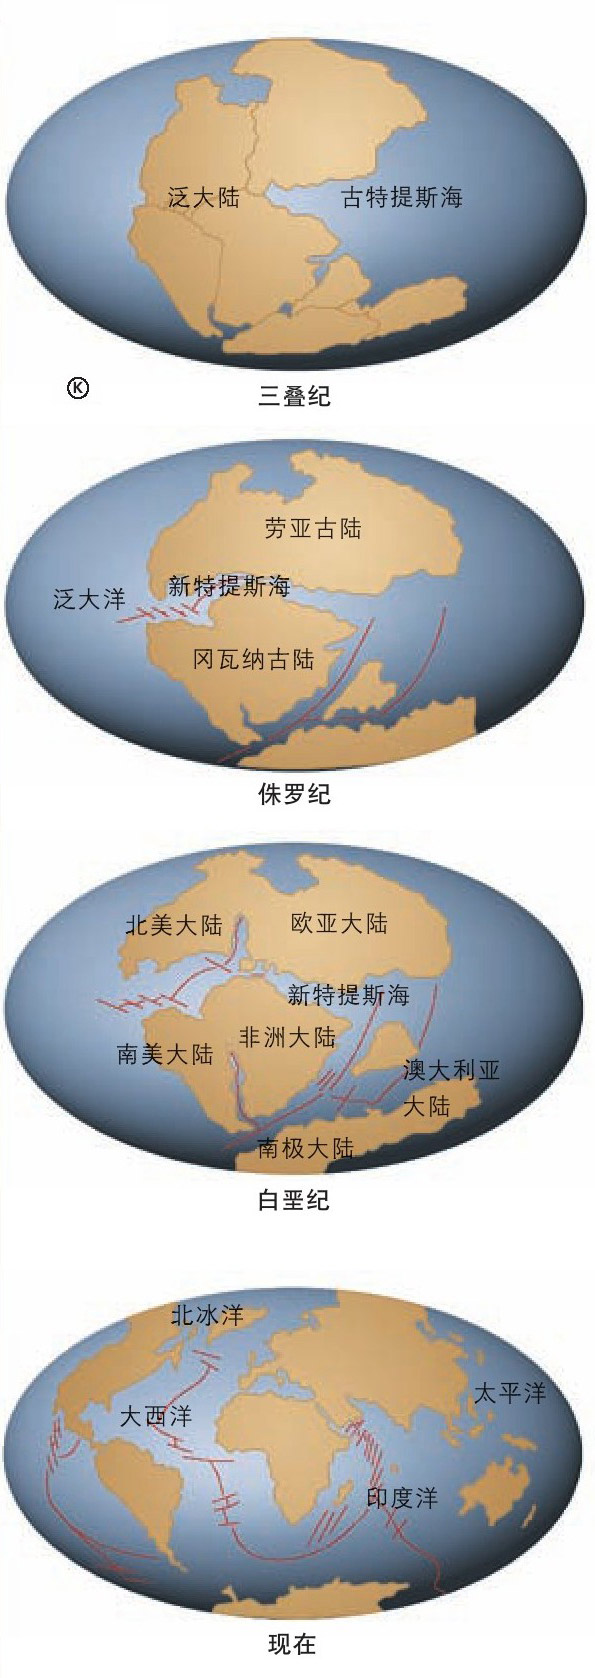 泛大陆
古特提斯海
Ⓚ
三叠纪
劳亚古陆
新特提斯海
泛大洋
冈瓦纳古陆
侏罗纪
北美大陆
欧亚大陆
新特提斯海
非洲大陆
南美大陆
澳大利亚
大陆
南极大陆
白垩纪
北冰洋
太平洋
大西洋
印度洋
现在